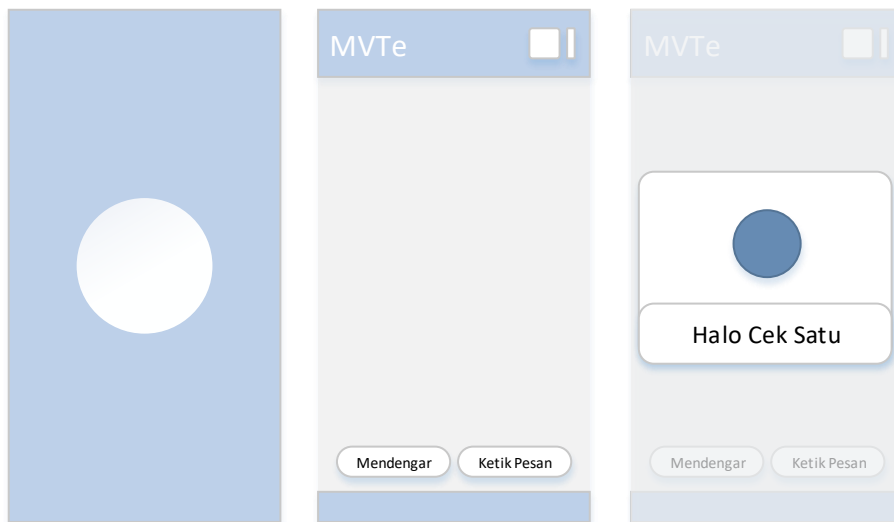 MVTe
Mendengar
Ketik Pesan
MVTe
Halo Cek Satu
Mendengar
Ketik Pesan